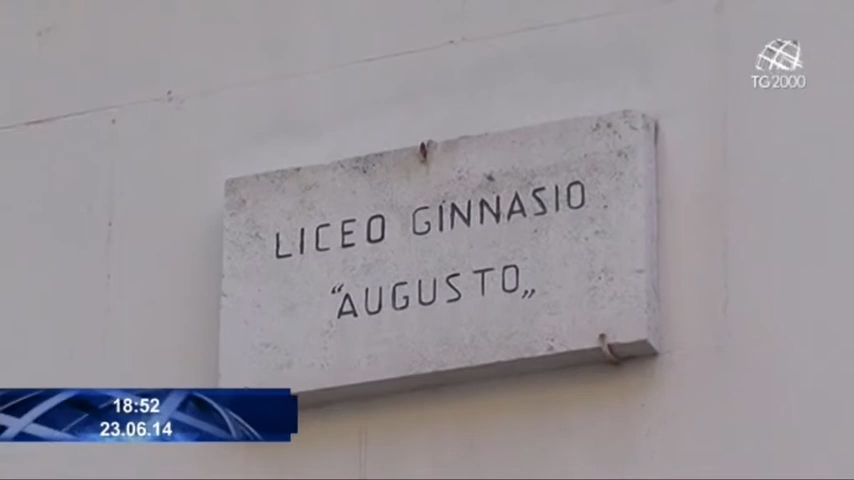 TG2000
LICEO GINNASIO
“AUGUSTO„
18:52
23.06.14